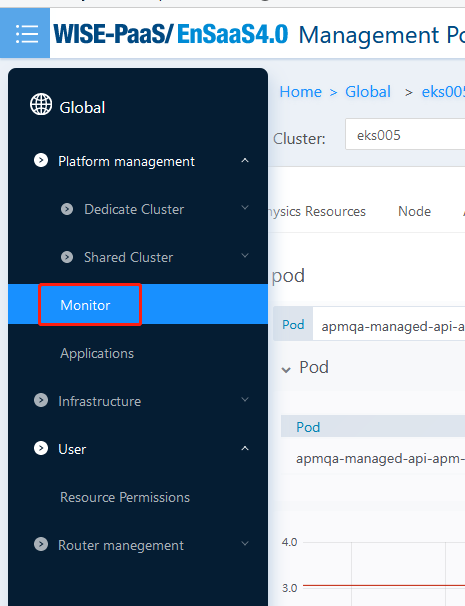 WISE-PaaS/ EnSaaS4.0 Management Po
Home > Global > eks005
Cluster: eks005
Physics Resources Node
pod
Pod apmqa-managed-api-a
Pod
Pod
apmqa-managed-api-apm-
4.0
3.0
Global
Platform management
Dedicate Cluster
Shared Cluster
Monitor
Applications
Infrastructure
User
Resource Permissions
Router manegement